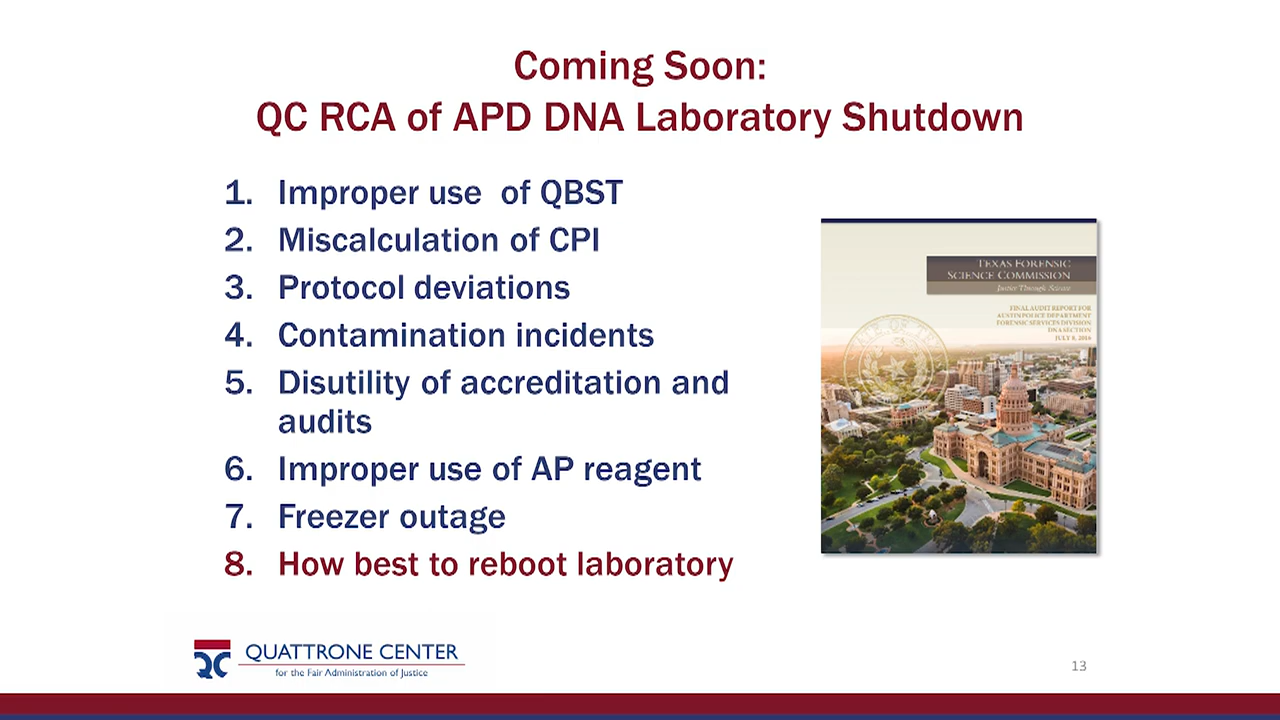 Coming Soon:
QC RCA of APD DNA Laboratory Shutdown
1. Improper use of QBST
2. Miscalculation of CPI
3. Protocol deviations
4. Contamination incidents
5. Disutility of accreditation and
audits
6. Improper use of AP reagent
7. Freezer outage
8. How best to reboot laboratory
TEXAS FORENSIC
SCIENCE COMMISSION
Justice Through Science
FINAL AUDIT REPORT FOR
AUSTIN POLICE DEPARTMENT
FORENSIC SERVICES DIVISION
DNA SECTION
JULY 8, 2016
QC
QUATTRONE CENTER
for the Fair Administration of Justice
13